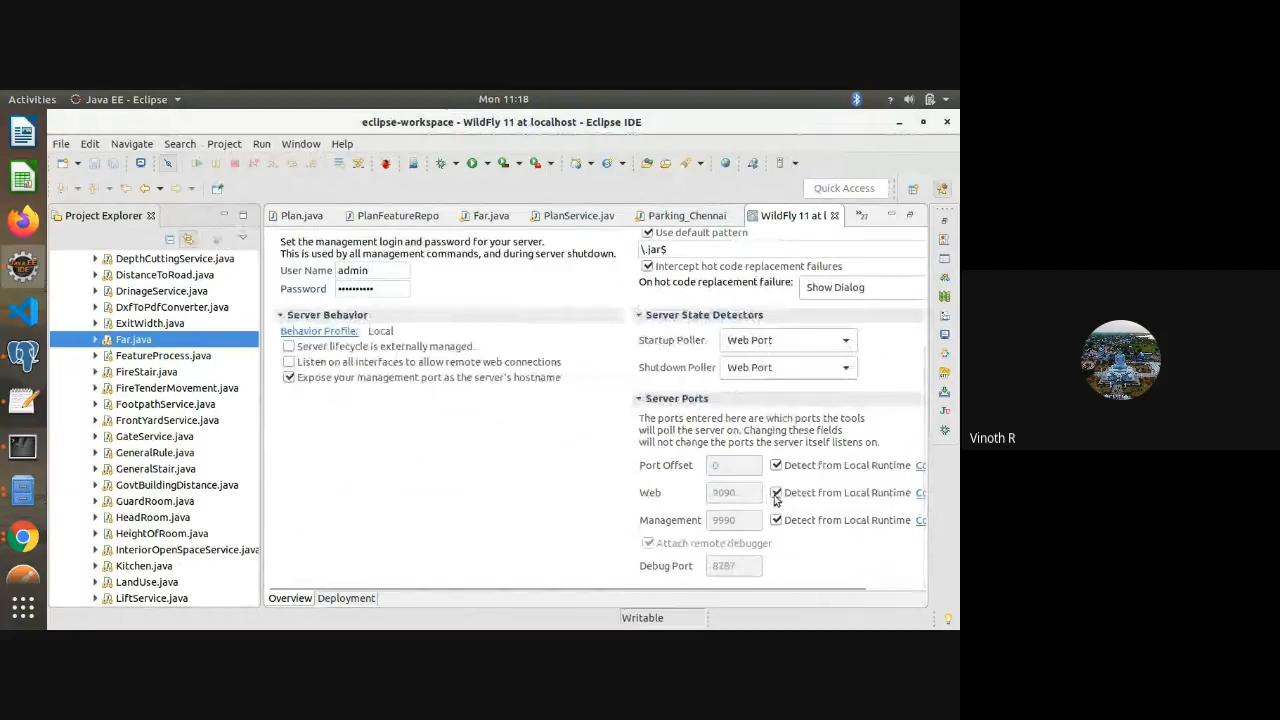 Activities Java EE - Eclipse Mon 11:18
eclipse-workspace - WildFly 11 at localhost - Eclipse IDE
File Edit Navigate Search Project Run Window Help
Quick Access
Project Explorer
Plan.java PlanFeatureRepo Far.java PlanService.jav Parking_Chennai WildFly 11 at l
DepthCuttingService.java
DistanceToRoad.java
DrinageService.java
DxfToPdfConverter.java
ExitWidth.java
Far.java
FeatureProcess.java
FireStair.java
FireTenderMovement.java
FootpathService.java
FrontYardService.java
GateService.java
GeneralRule.java
GeneralStair.java
GovtBuildingDistance.java
GuardRoom.java
HeadRoom.java
HeightOfRoom.java
InteriorOpenSpaceService.java
Kitchen.java
LandUse.java
LiftService.java
Set the management login and password for your server.
This is used by all management commands, and during server shutdown.
User Name admin
Password ••••••••••
Server Behavior
Behavior Profile: Local
Server lifecycle is externally managed.
Listen on all interfaces to allow remote web connections
Expose your management port as the server's hostname
Use default pattern
\.jar$
Intercept hot code replacement failures
On hot code replacement failure: Show Dialog
Server State Detectors
Startup Poller Web Port
Shutdown Poller Web Port
Server Ports
The ports entered here are which ports the tools
will poll the server on. Changing these fields
will not change the ports the server itself listens on.
Port Offset 0 Detect from Local Runtime Co
Web 9090 Detect from Local Runtime Co
Management 9990 Detect from Local Runtime Co
Attach remote debugger
Debug Port 8787
Overview Deployment
Writable
Vinoth R